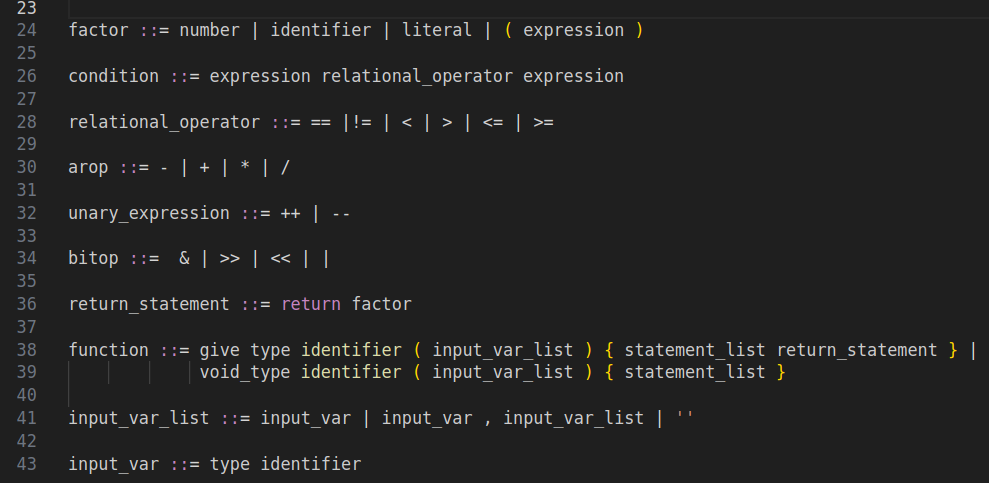 23
24 factor ::= number | identifier | literal | ( expression )
25
26 condition ::= expression relational_operator expression
27
28 relational_operator ::= == |!= | < | > | <= | >=
29
30 arop ::= - | + | * | /
31
32 unary_expression ::= ++ | --
33
34 bitop ::=  & | >> | << | |
35
36 return_statement ::= return factor
37
38 function ::= give type identifier ( input_var_list ) { statement_list return_statement } |
39              void_type identifier ( input_var_list ) { statement_list }
40
41 input_var_list ::= input_var | input_var , input_var_list | ''
42
43 input_var ::= type identifier